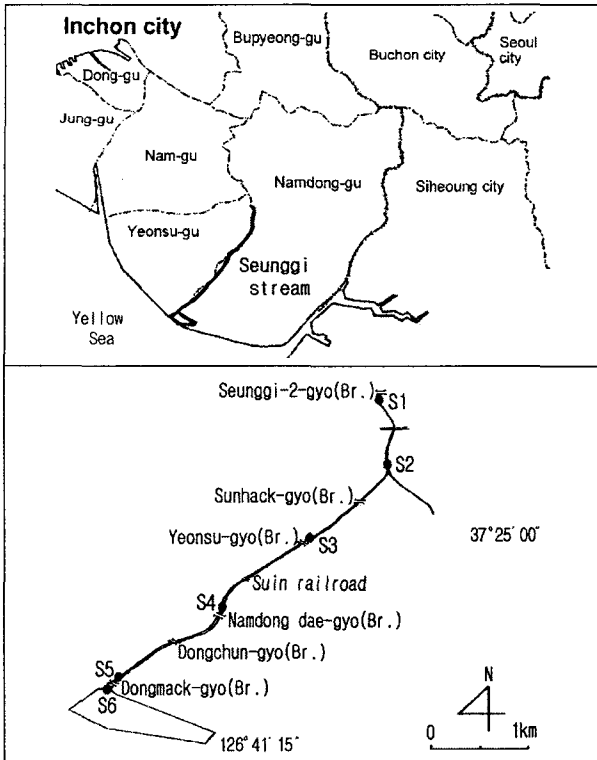 Inchon city
Bupyeong-gu
Buchon city
Seoul
city
Dong-gu
Jung-gu
Nam-gu
Namdong-gu
Siheoung city
Yeonsu-gu
Seunggi
stream
Yellow
Sea
Seunggi-2-gyo(Br.)
S1
S2
Sunhack-gyo(Br.)
Yeonsu-gyo(Br.)
S3
37°25′00″
Suin railroad
S4
Namdong dae-gyo(Br.)
Dongchun-gyo(Br.)
S5
Dongmack-gyo(Br.)
S6
N
126°41′15″
0 1km